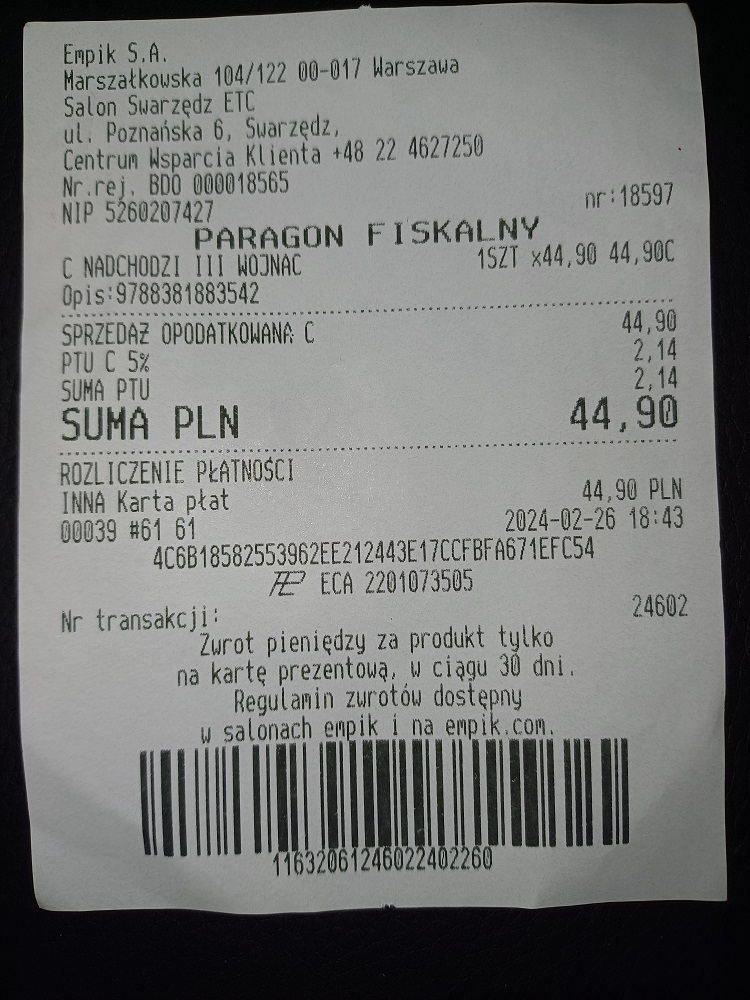 Empik S.A.
Marszałkowska 104/122 00-017 Warszawa
Salon Swarzędz ETC
ul. Poznańska 6, Swarzędz,
Centrum Wsparcia Klienta +48 22 4627250
Nr.rej. BDO 000018565
NIP 5260207427 nr:18597
PARAGON FISKALNY
C NADCHODZI III WOJNAC 1SZT x44,90 44,90C
Opis:9788381883542
SPRZEDAŻ OPODATKOWANA C 44,90
PTU C 5% 2,14
SUMA PTU 2,14
SUMA PLN 44,90
ROZLICZENIE PŁATNOŚCI
INNA Karta płat 44,90 PLN
00039 #61 61 2024-02-26 18:43
4C6B18582553962EE212443E17CCFBFA671EFC54
ECA 2201073505
Nr transakcji: 24602
Zwrot pieniędzy za produkt tylko
na kartę prezentową, w ciągu 30 dni.
Regulamin zwrotów dostępny
w salonach empik i na empik.com.
11632061246022402260